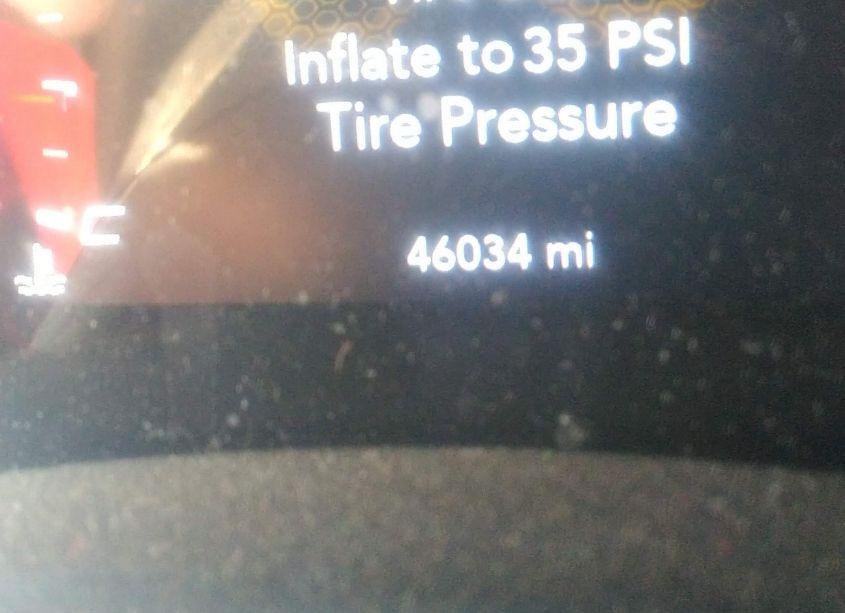 Inflate to 35 PSI
Tire Pressure
46034 mi
C